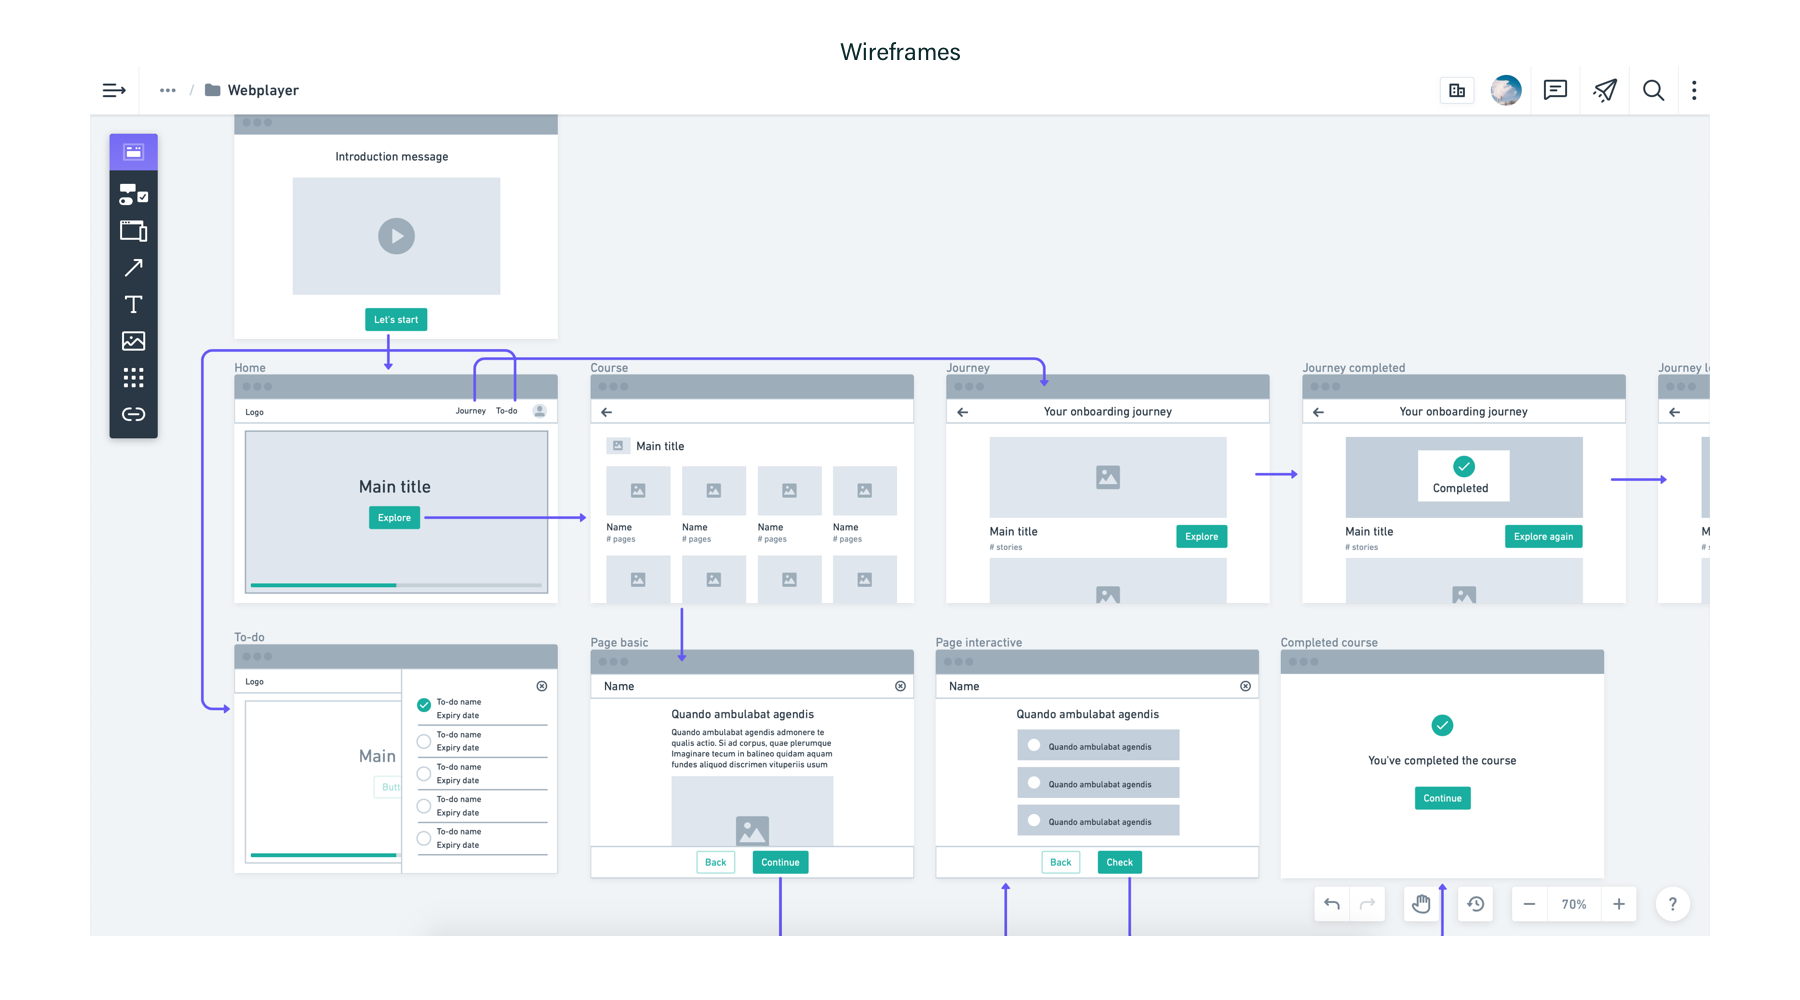 Wireframes
... / Webplayer
Introduction message
Let's start
Home
Logo
Journey
To-do
Main title
Explore
Course
Main title
Name
# pages
Name
# pages
Name
# pages
Name
# pages
Journey
Your onboarding journey
Main title
# stories
Explore
Journey completed
Your onboarding journey
Completed
Main title
# stories
Explore again
Journey
To-do
Logo
Main
To-do name
Expiry date
To-do name
Expiry date
To-do name
Expiry date
To-do name
Expiry date
To-do name
Expiry date
Page basic
Name
Quando ambulabat agendis
Quando ambulabat agendis admonere te
qualis actio. Si ad corpus, quae plerumque
Imaginare tecum in balineo quidam aquam
fundes aliquod discrimen vituperiis usum
Back
Continue
Page interactive
Name
Quando ambulabat agendis
Quando ambulabat agendis
Quando ambulabat agendis
Quando ambulabat agendis
Back
Check
Completed course
You've completed the course
Continue
70%
?